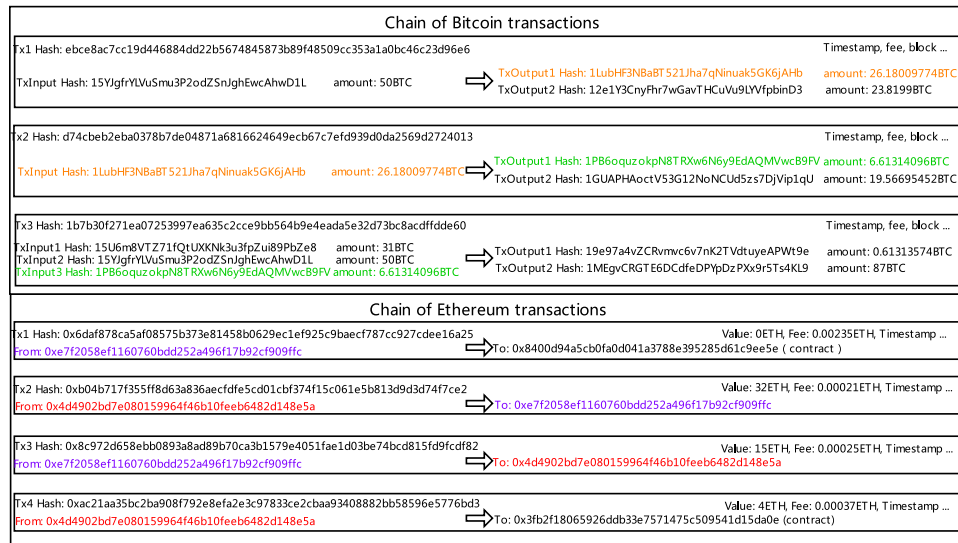 Chain of Bitcoin transactions
Tx1 Hash: ebce8ac7cc19d446884dd22b5674845873b89f48509cc353a1a0bc46c23d96e6 Timestamp, fee, block ...
TxInput Hash: 15YJgfrYLVuSmu3P2odZSnJghEwcAhwD1L amount: 50BTC TxOutput1 Hash: 1LubHF3NBaBT521Jha7qNinuak5GK6jAHb amount: 26.18009774BTC
TxOutput2 Hash: 12e1Y3CnyFhr7wGavTHCuVu9LYVfpbinD3 amount: 23.8199BTC
Tx2 Hash: d74cbeb2eba0378b7de04871a6816624649ecb67c7efd939d0da2569d2724013 Timestamp, fee, block ...
TxInput Hash: 1LubHF3NBaBT521Jha7qNinuak5GK6jAHb amount: 26.18009774BTC TxOutput1 Hash: 1PB6oquzokpN8TRXw6N6y9EdAQMVwcB9FV amount: 6.61314096BTC
TxOutput2 Hash: 1GUAPHAoctV53G12NoNCUd5zs7DjVip1qU amount: 19.56695452BTC
Tx3 Hash: 1b7b30f271ea07253997ea635c2cce9bb564b9e4eada5e32d73bc8acdffdde60 Timestamp, fee, block ...
TxInput1 Hash: 15U6m8VTZ71fQtUXKNk3u3fpZui89PbZe8 amount: 31BTC TxOutput1 Hash: 19e97a4vZCRvmvc6v7nK2TVdtuyeAPWt9e amount: 0.61313574BTC
TxInput2 Hash: 15YJgfrYLVuSmu3P2odZSnJghEwcAhwD1L amount: 50BTC
TxInput3 Hash: 1PB6oquzokpN8TRXw6N6y9EdAQMVwcB9FV amount: 6.61314096BTC TxOutput2 Hash: 1MEgvCRGTE6DCdfeDPYpDzPXx9r5Ts4KL9 amount: 87BTC
Chain of Ethereum transactions
Tx1 Hash: 0x6daf878ca5af08575b373e81458b0629ec1ef925c9baecf787cc927cdee16a25 Value: 0ETH, Fee: 0.00235ETH, Timestamp ...
From: 0xe7f2058ef1160760bdd252a496f17b92cf909ffc To: 0x8400d94a5cb0fa0d041a3788e395285d61c9ee5e ( contract )
Tx2 Hash: 0xb04b717f355ff8d63a836aecfdfe5cd01cbf374f15c061e5b813d9d3d74f7ce2 Value: 32ETH, Fee: 0.00021ETH, Timestamp ...
From: 0x4d4902bd7e080159964f46b10feeb6482d148e5a To: 0xe7f2058ef1160760bdd252a496f17b92cf909ffc
Tx3 Hash: 0x8c972d658ebb0893a8ad89b70ca3b1579e4051fae1d03be74bcd815fd9fcdf82 Value: 15ETH, Fee: 0.00025ETH, Timestamp ...
From: 0xe7f2058ef1160760bdd252a496f17b92cf909ffc To: 0x4d4902bd7e080159964f46b10feeb6482d148e5a
Tx4 Hash: 0xac21aa35bc2ba908f792e8efa2e3c97833ce2cbaa93408882bb58596e5776bd3 Value: 4ETH, Fee: 0.00037ETH, Timestamp ...
From: 0x4d4902bd7e080159964f46b10feeb6482d148e5a To: 0x3fb2f18065926ddb33e7571475c509541d15da0e (contract)